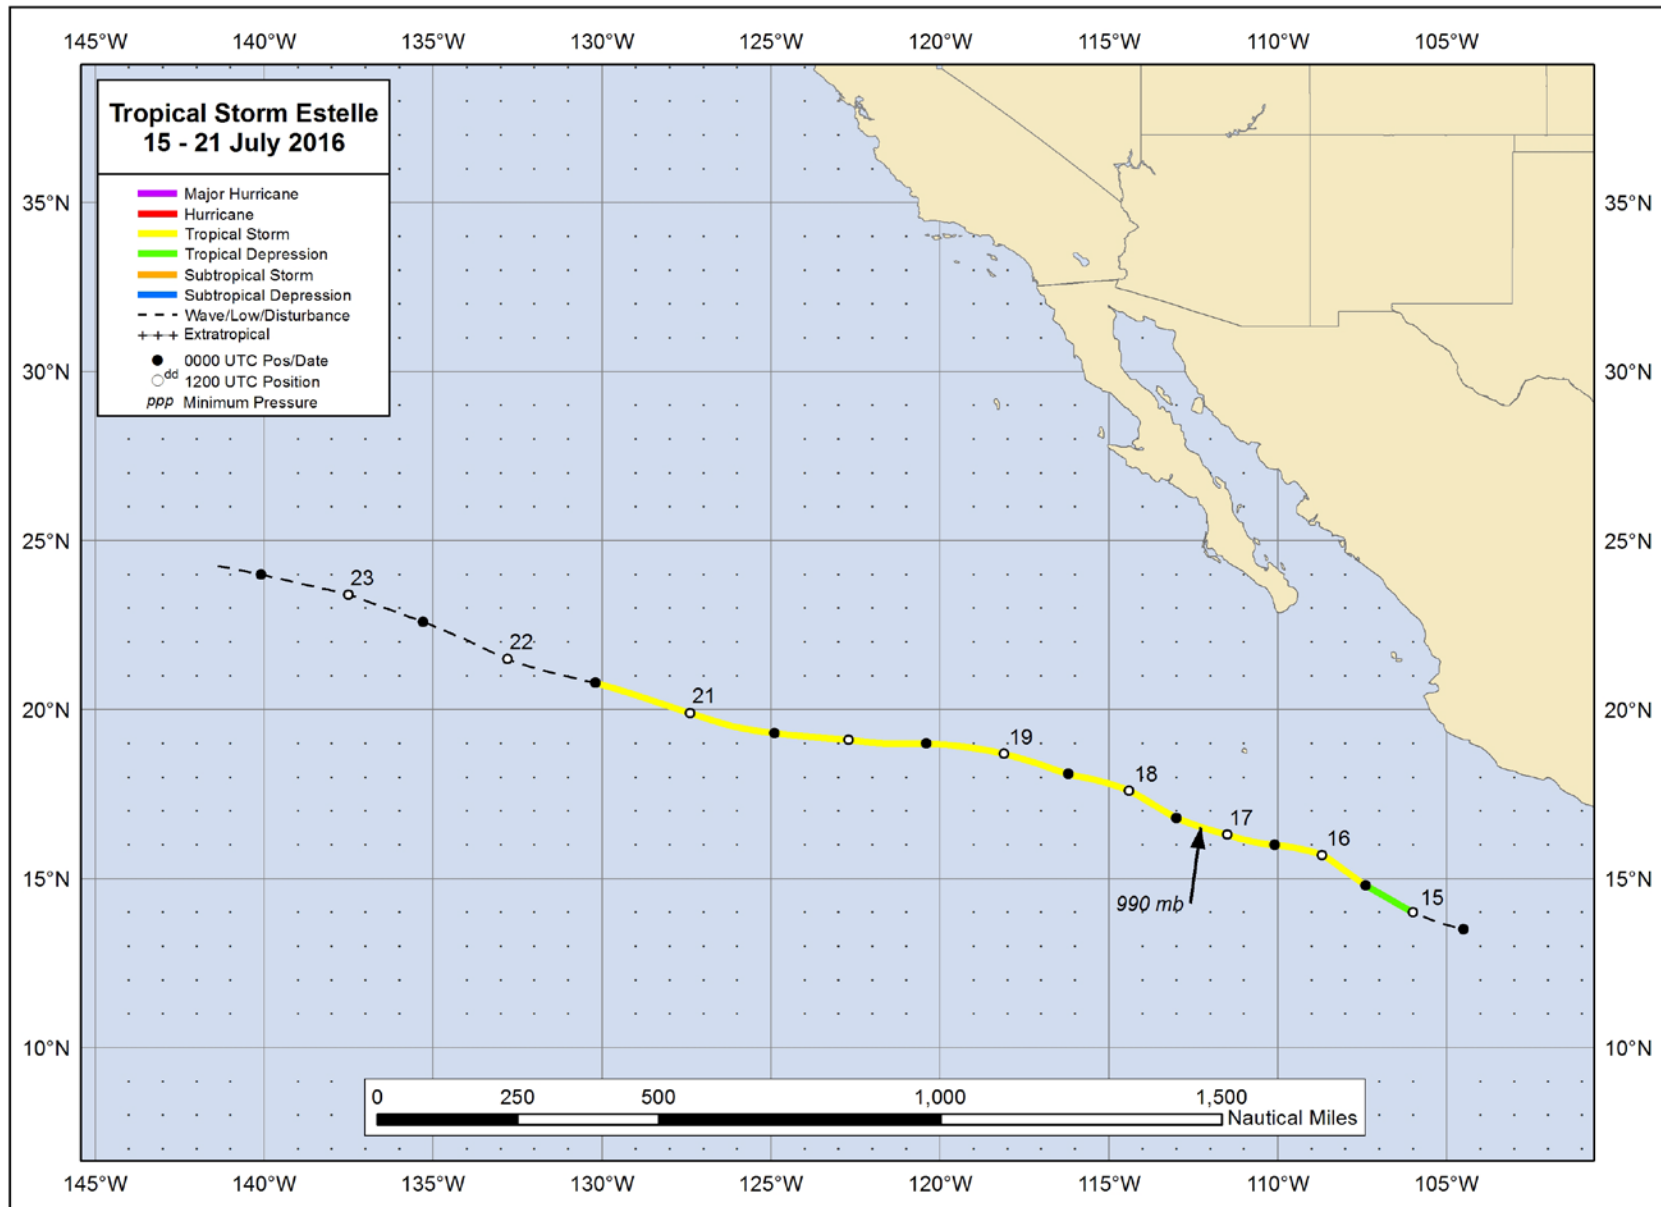 145°W 140°W 135°W 130°W 125°W 120°W 115°W 110°W 105°W
Tropical Storm Estelle
15 - 21 July 2016
Major Hurricane
Hurricane
Tropical Storm
Tropical Depression
Subtropical Storm
Subtropical Depression
Wave/Low/Disturbance
Extratropical
0000 UTC Pos/Date
dd 1200 UTC Position
ppp Minimum Pressure
35°N 35°N
30°N 30°N
25°N 25°N
23
22
21
20°N 20°N
19
18
17
16
15°N 15°N
15
990 mb
10°N 10°N
0 250 500 1,000 1,500
Nautical Miles
145°W 140°W 135°W 130°W 125°W 120°W 115°W 110°W 105°W